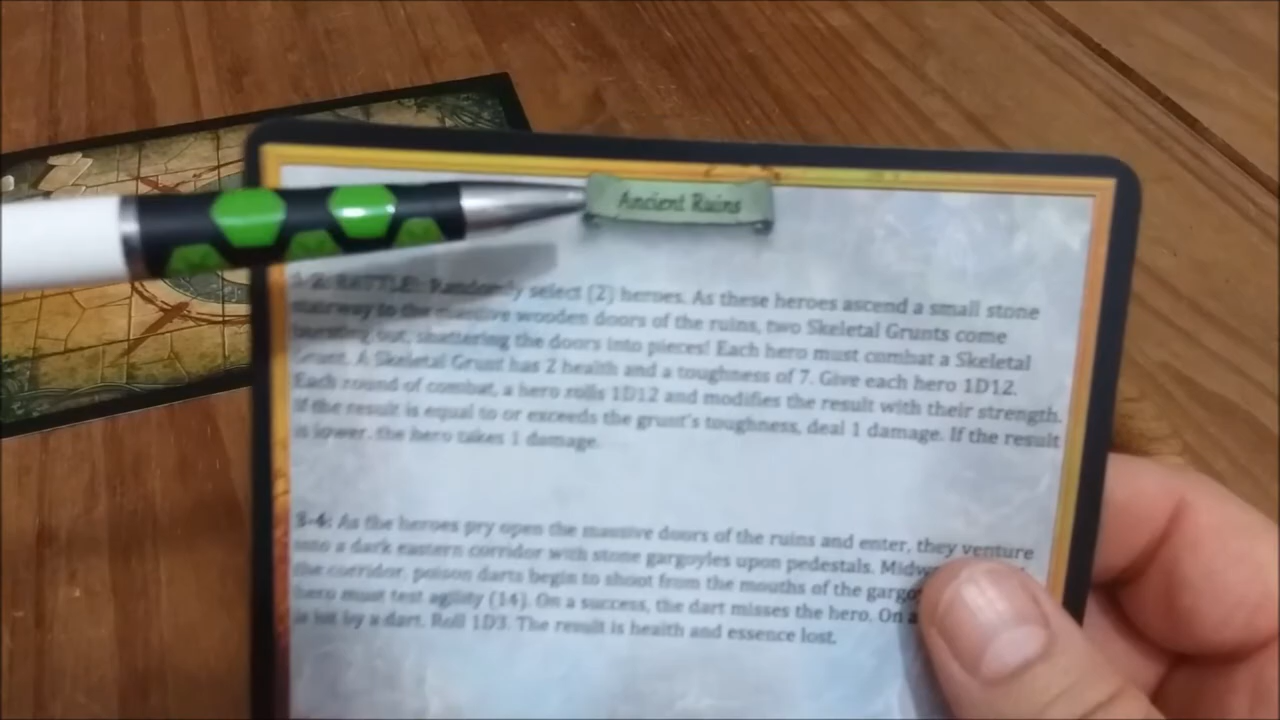 Ancient Ruins
1-2: BATTLE! Randomly select (2) heroes. As these heroes ascend a small stone
stairway to the massive wooden doors of the ruins, two Skeletal Grunts come
bursting out, shattering the doors into pieces! Each hero must combat a Skeletal
Grunt. A Skeletal Grunt has 2 health and a toughness of 7. Give each hero 1D12.
Each round of combat, a hero rolls 1D12 and modifies the result with their strength.
If the result is equal to or exceeds the grunt's toughness, deal 1 damage. If the result
is lower, the hero takes 1 damage.
3-4: As the heroes pry open the massive doors of the ruins and enter, they venture
into a dark eastern corridor with stone gargoyles upon pedestals.
the corridor, poison darts begin to shoot from the mouths of the
hero must test agility (14). On a success, the dart misses the hero. On a
is hit by a dart. Roll 1D3. The result is health and essence lost.